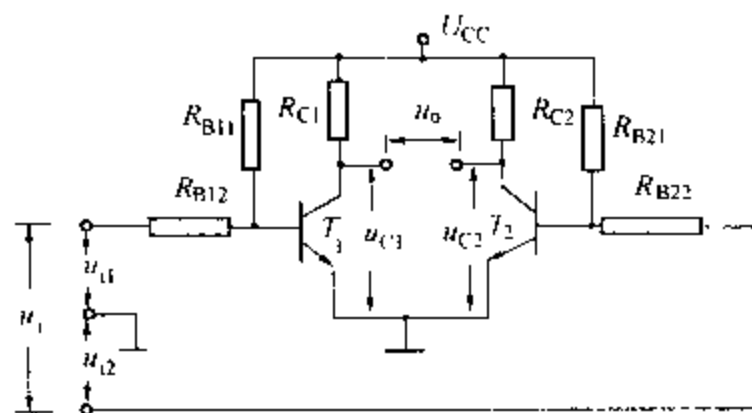 U_CC
R_B11
R_C1
u_o
R_C2
R_B21
R_B12
R_B22
T_1
u_C1
u_C2
T_2
u_i1
u_i
u_i2